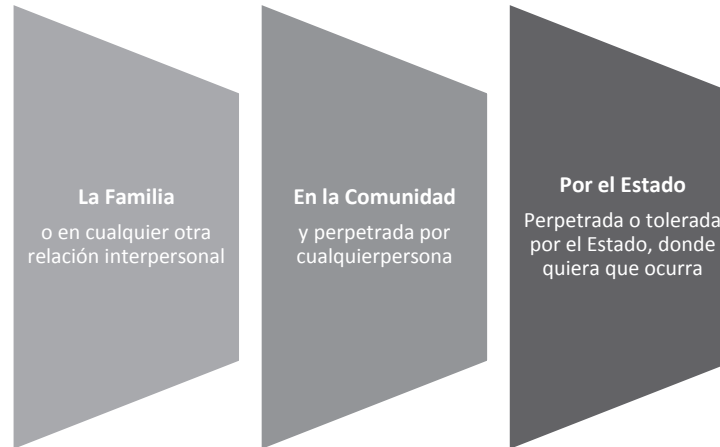 La Familia
o en cualquier otra
relación interpersonal
En la Comunidad
y perpetrada por
cualquierpersona
Por el Estado
Perpetrada o tolerada
por el Estado, donde
quiera que ocurra